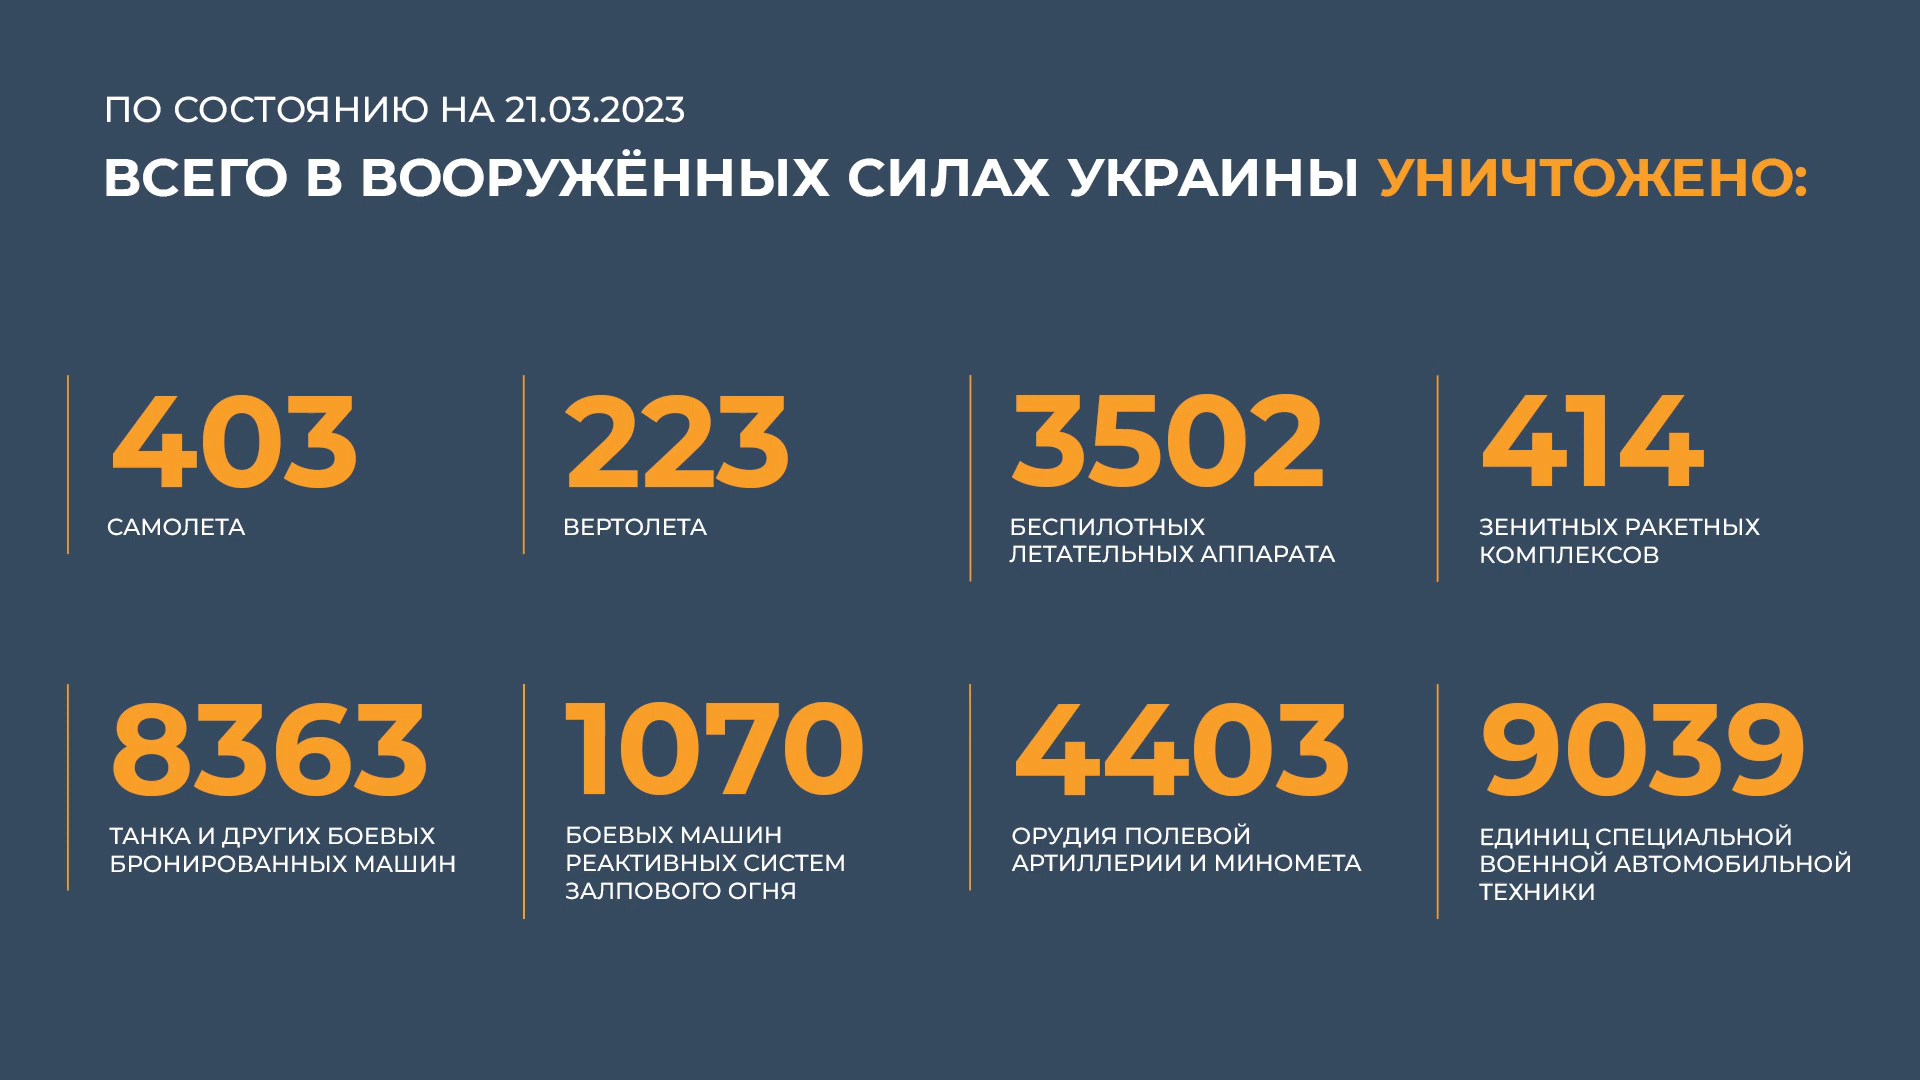 ПО СОСТОЯНИЮ НА 21.03.2023
ВСЕГО В ВООРУЖЁННЫХ СИЛАХ УКРАИНЫ УНИЧТОЖЕНО:
403
САМОЛЕТА
223
ВЕРТОЛЕТА
3502
БЕСПИЛОТНЫХ
ЛЕТАТЕЛЬНЫХ АППАРАТА
414
ЗЕНИТНЫХ РАКЕТНЫХ
КОМПЛЕКСОВ
8363
ТАНКА И ДРУГИХ БОЕВЫХ
БРОНИРОВАННЫХ МАШИН
1070
БОЕВЫХ МАШИН
РЕАКТИВНЫХ СИСТЕМ
ЗАЛПОВОГО ОГНЯ
4403
ОРУДИЯ ПОЛЕВОЙ
АРТИЛЛЕРИИ И МИНОМЕТА
9039
ЕДИНИЦ СПЕЦИАЛЬНОЙ
ВОЕННОЙ АВТОМОБИЛЬНОЙ
ТЕХНИКИ